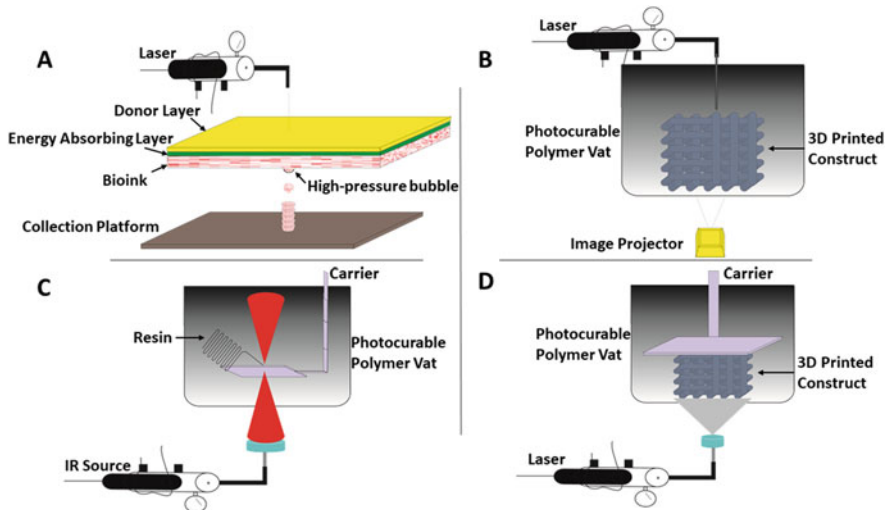 A
Laser
Donor Layer
Energy Absorbing Layer
Bioink
High-pressure bubble
Collection Platform
B
Laser
Photocurable
Polymer Vat
3D Printed
Construct
Image Projector
C
Carrier
Resin
Photocurable
Polymer Vat
IR Source
D
Carrier
Photocurable
Polymer Vat
3D Printed
Construct
Laser